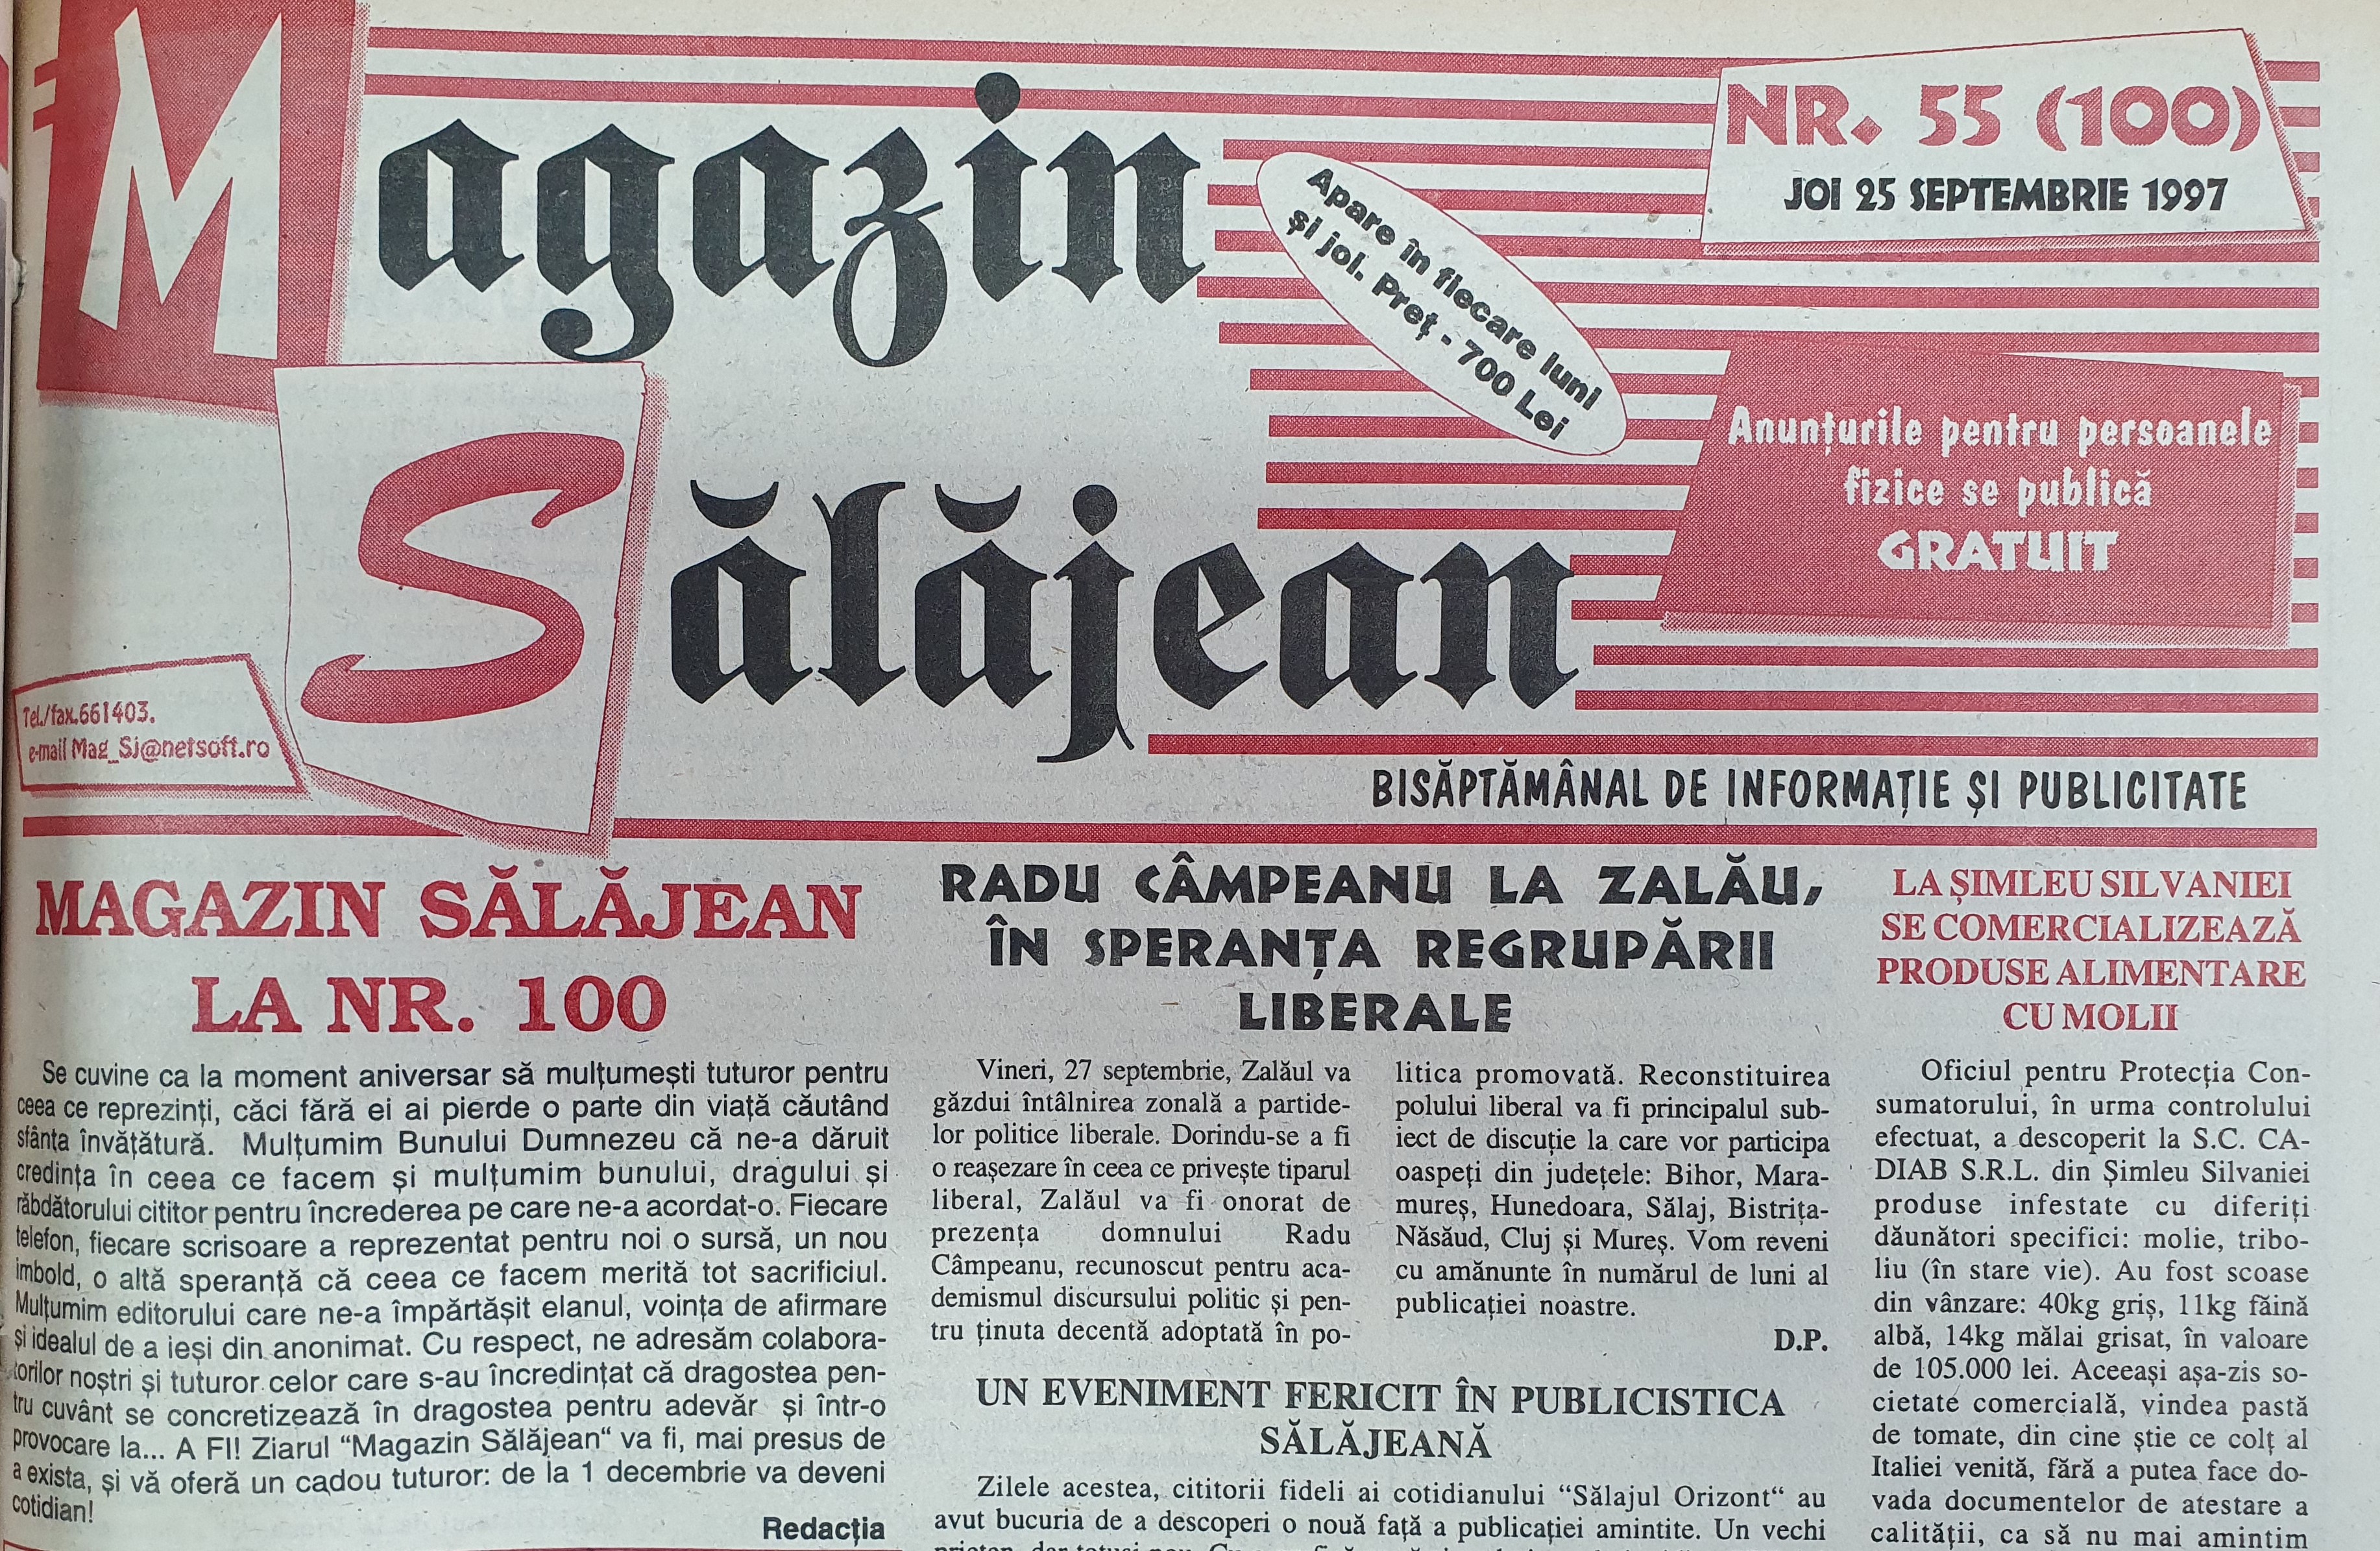 Magazin
Sălăjean
NR. 55 (100)
JOI 25 SEPTEMBRIE 1997
Apare în fiecare luni
și joi. Preț - 700 Lei
Anunțurile pentru persoanele
fizice se publică
GRATUIT
Tel./fax.661403.
e-mail Mag_Sj@netsoft.ro
BISĂPTĂMÂNAL DE INFORMAȚIE ȘI PUBLICITATE
MAGAZIN SĂLĂJEAN
LA NR. 100
Se cuvine ca la moment aniversar să mulțumești tuturor pentru
ceea ce reprezinți, căci fără ei ai pierde o parte din viață căutând
sfânta învățătură. Mulțumim Bunului Dumnezeu că ne-a dăruit
credința în ceea ce facem și mulțumim bunului, dragului și
răbdătorului cititor pentru încrederea pe care ne-a acordat-o. Fiecare
telefon, fiecare scrisoare a reprezentat pentru noi o sursă, un nou
imbold, o altă speranță că ceea ce facem merită tot sacrificiul.
Mulțumim editorului care ne-a împărtășit elanul, voința de afirmare
și idealul de a ieși din anonimat. Cu respect, ne adresăm colabora-
torilor noștri și tuturor celor care s-au încredințat că dragostea pen-
tru cuvânt se concretizează în dragostea pentru adevăr și într-o
provocare la... A FI! Ziarul “Magazin Sălăjean“ va fi, mai presus de
a exista, și vă oferă un cadou tuturor: de la 1 decembrie va deveni
cotidian!
Redacția
RADU CÂMPEANU LA ZALĂU,
ÎN SPERANȚA REGRUPĂRII
LIBERALE
Vineri, 27 septembrie, Zalăul va
găzdui întâlnirea zonală a partide-
lor politice liberale. Dorindu-se a fi
o reașezare în ceea ce privește tiparul
liberal, Zalăul va fi onorat de
prezența domnului Radu
Câmpeanu, recunoscut pentru aca-
demismul discursului politic și pen-
tru ținuta decentă adoptată în po-
litica promovată. Reconstituirea
polului liberal va fi principalul sub-
iect de discuție la care vor participa
oaspeți din județele: Bihor, Mara-
mureș, Hunedoara, Sălaj, Bistrița-
Năsăud, Cluj și Mureș. Vom reveni
cu amănunte în numărul de luni al
publicației noastre.
D.P.
UN EVENIMENT FERICIT ÎN PUBLICISTICA
SĂLĂJEANĂ
Zilele acestea, cititorii fideli ai cotidianului “Sălajul Orizont“ au
avut bucuria de a descoperi o nouă față a publicației amintite. Un vechi
LA ȘIMLEU SILVANIEI
SE COMERCIALIZEAZĂ
PRODUSE ALIMENTARE
CU MOLII
Oficiul pentru Protecția Con-
sumatorului, în urma controlului
efectuat, a descoperit la S.C. CA-
DIAB S.R.L. din Șimleu Silvaniei
produse infestate cu diferiți
dăunători specifici: molie, tribo-
liu (în stare vie). Au fost scoase
din vânzare: 40kg griș, 11kg făină
albă, 14kg mălai grisat, în valoare
de 105.000 lei. Aceeași așa-zis so-
cietate comercială, vindea pastă
de tomate, din cine știe ce colț al
Italiei venită, fără a putea face do-
vada documentelor de atestare a
calității, ca să nu mai amintim